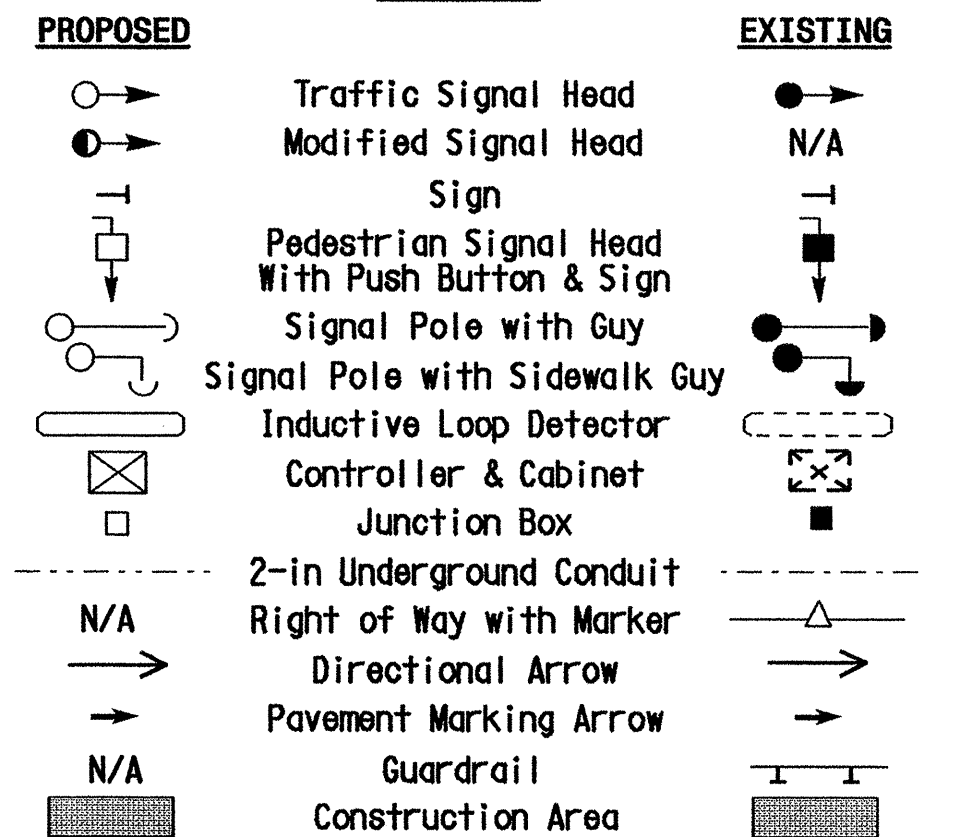 PROPOSED EXISTING
Traffic Signal Head
Modified Signal Head N/A
Sign
Pedestrian Signal Head
With Push Button & Sign
Signal Pole with Guy
Signal Pole with Sidewalk Guy
Inductive Loop Detector
Controller & Cabinet
Junction Box
2-in Underground Conduit
N/A Right of Way with Marker
Directional Arrow
Pavement Marking Arrow
N/A Guardrail
Construction Area